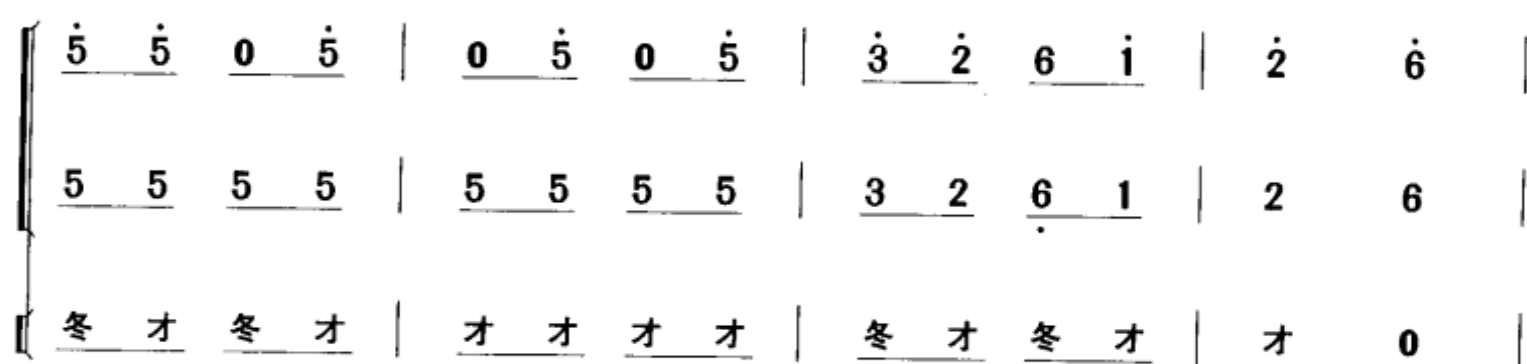 5̇ 5̇ 0 5̇ | 0 5̇ 0 5̇ | 3̇ 2̇ 6 1̇ | 2̇ 6̇ |
5 5 5 5 | 5 5 5 5 | 3 2 6̣ 1 | 2 6 |
冬 才 冬 才 | 才 才 才 才 | 冬 才 冬 才 | 才 0 |